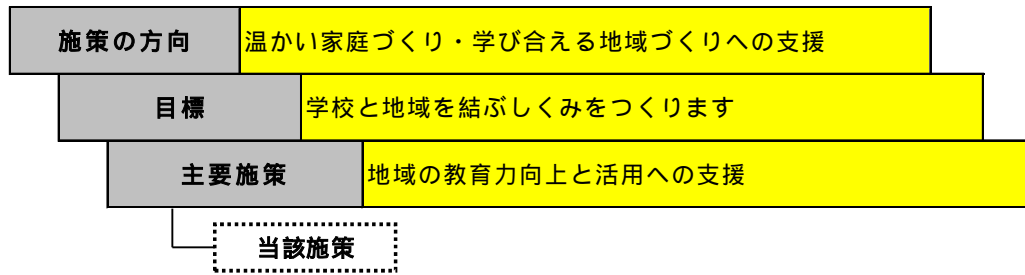 施策の方向 温かい家庭づくり・学び合える地域づくりへの支援
目標 学校と地域を結ぶしくみをつくります
主要施策 地域の教育力向上と活用への支援
当該施策